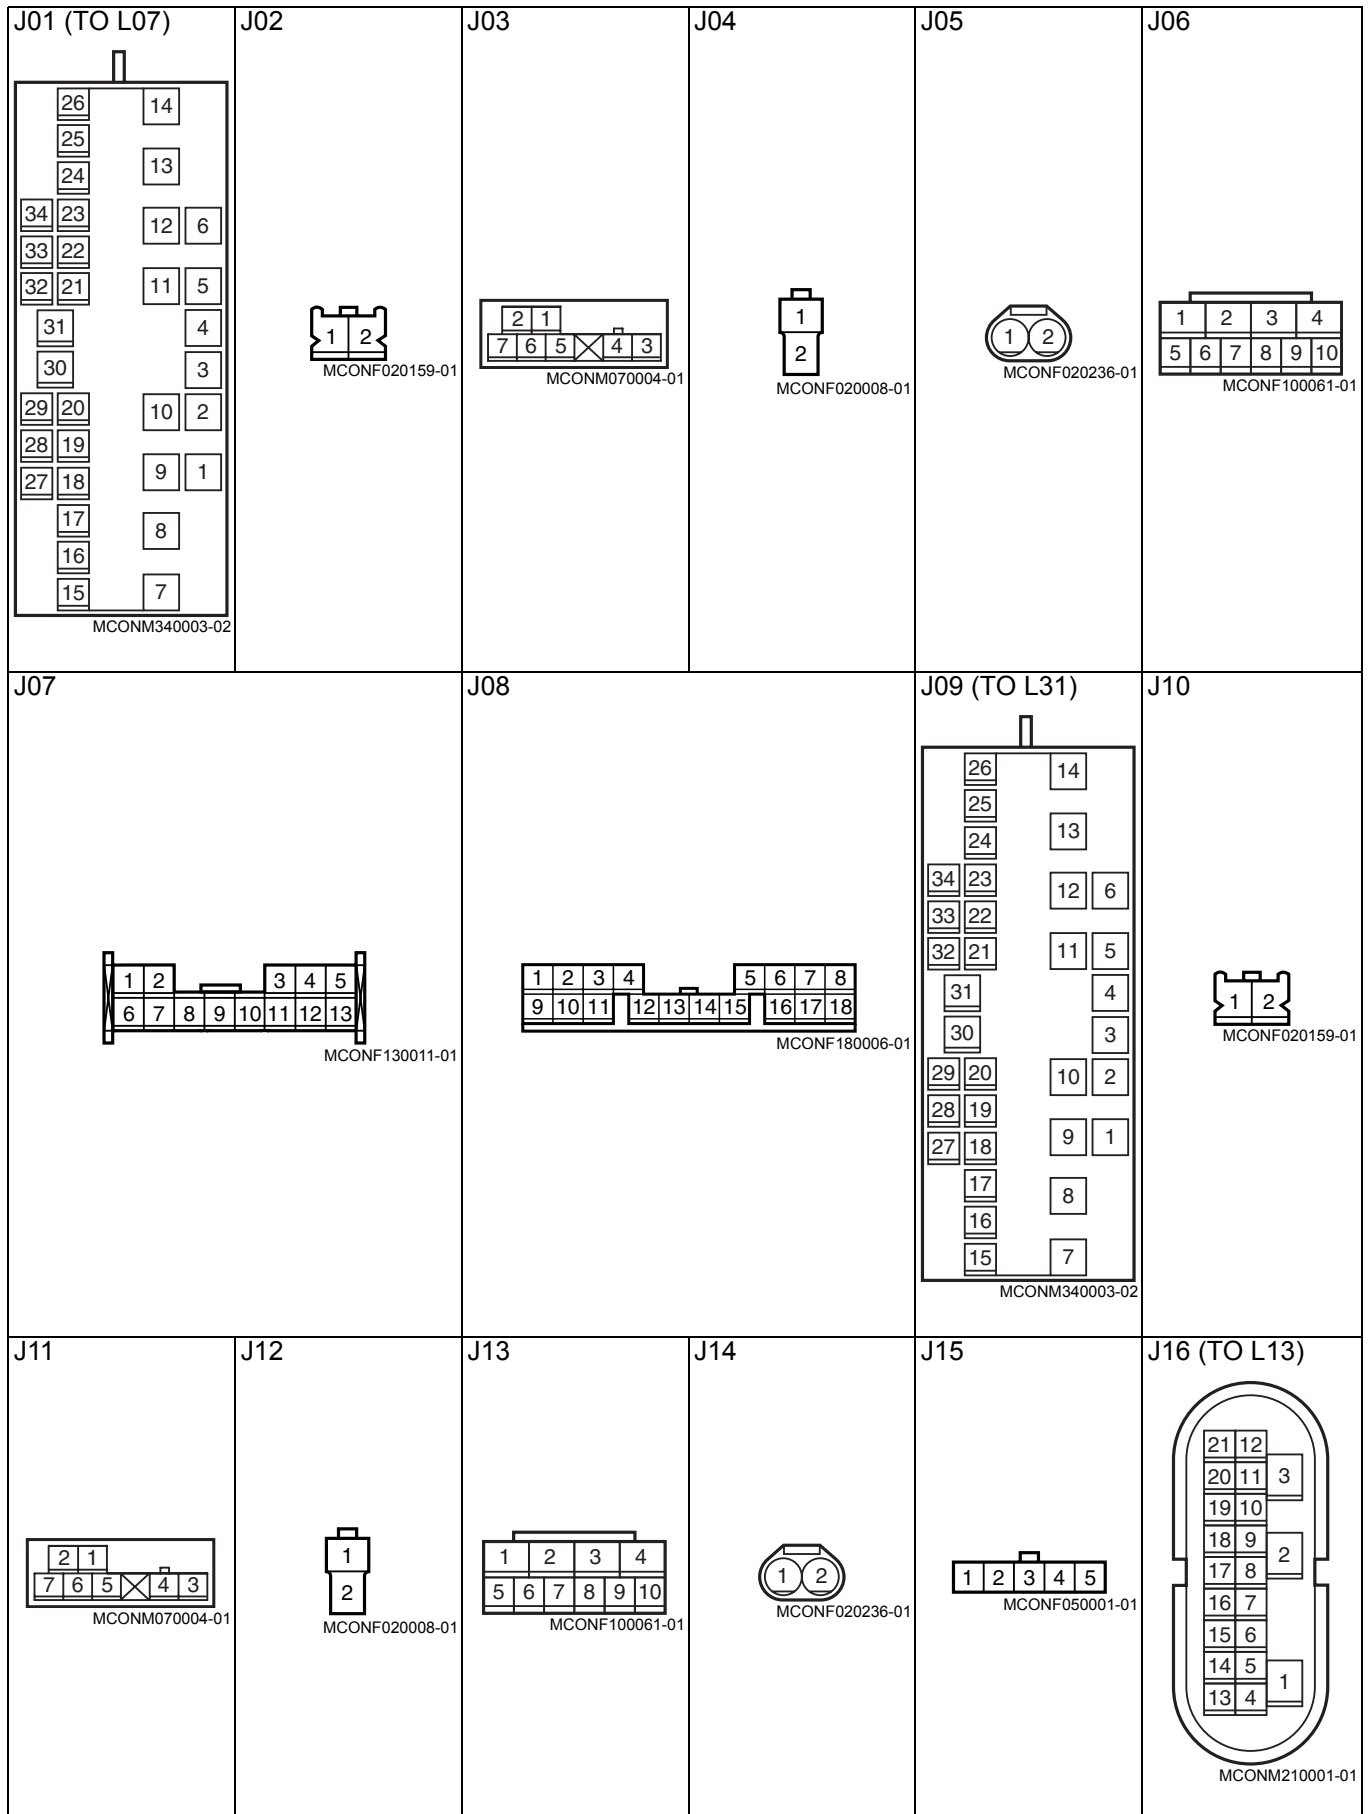 J01 (TO L07)
26 14
25
13
24
34 23
12 6
33 22
32 21 11 5
31 4
30 3
29 20 10 2
28 19
9 1
27 18
17
8
16
15 7
MCONM340003-02
J02
1 2
MCONF020159-01
J03
2 1
7 6 5 4 3
MCONM070004-01
J04
1
2
MCONF020008-01
J05
1 2
MCONF020236-01
J06
1 2 3 4
5 6 7 8 9 10
MCONF100061-01
J07
1 2 3 4 5
6 7 8 9 10 11 12 13
MCONF130011-01
J08
1 2 3 4 5 6 7 8
9 10 11 12 13 14 15 16 17 18
MCONF180006-01
J09 (TO L31)
26 14
25
13
24
34 23
12 6
33 22
32 21 11 5
31 4
30 3
29 20 10 2
28 19
9 1
27 18
17
8
16
15 7
MCONM340003-02
J10
1 2
MCONF020159-01
J11
2 1
7 6 5 4 3
MCONM070004-01
J12
1
2
MCONF020008-01
J13
1 2 3 4
5 6 7 8 9 10
MCONF100061-01
J14
1 2
MCONF020236-01
J15
1 2 3 4 5
MCONF050001-01
J16 (TO L13)
21 12
20 11 3
19 10
18 9
2
17 8
16 7
15 6
14 5
1
13 4
MCONM210001-01